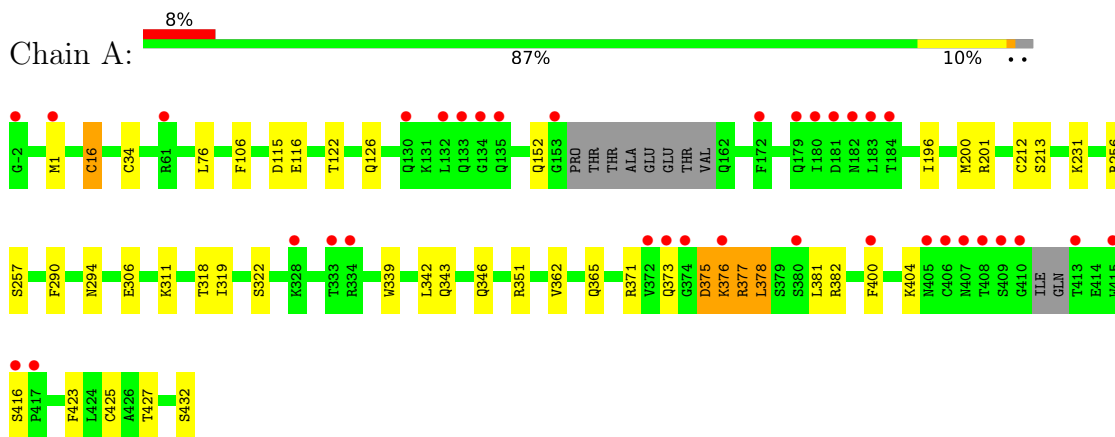 8%
Chain A:
87% 10% • •
G-2 M1 C16 C34 R61 L76 F106 D115 E116 T122 Q126 Q130 K131 L132 Q133 G134 Q135 Q152 G153 PRO THR THR ALA GLU GLU THR VAL Q162 F172 Q179 I180 D181 N182 L183 T184 I196 M200 R201 C212 S213 K231
S257 F290 N294 E306 K311 T318 I319 S322 K328 T333 R334 W339 L342 Q343 Q346 R351 V362 Q365 R371 V372 Q373 G374 D375 K376 R377 L378 S379 S380 L381 R382 F400 K404 N405 C406 N407 T408 S409 G410 ILE GLN T413 E414
S416 P417 F423 L424 C425 A426 T427 S432